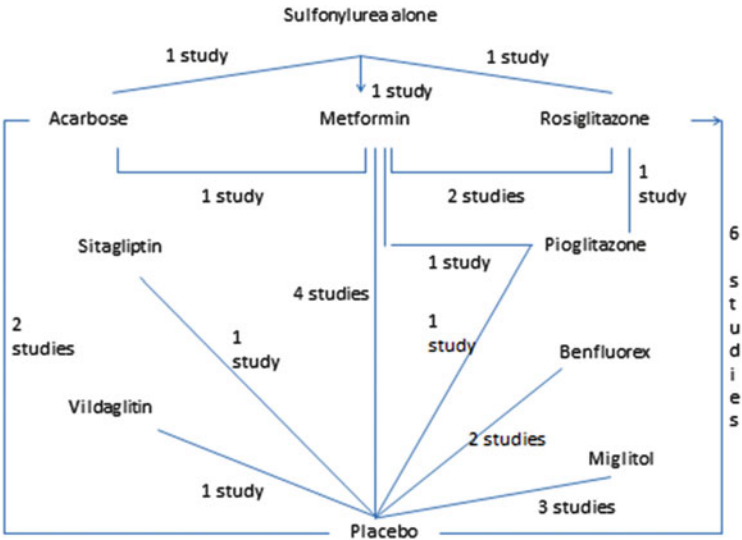 Sulfonylurea alone
1 study
1 study
1 study
Acarbose
Metformin
Rosiglitazone
1 study
2 studies
1
study
Sitagliptin
Pioglitazone
1 study
4 studies
2
studies
1
study
1
study
Benfluorex
6
s
t
u
d
i
e
s
Vildaglitin
2 studies
Miglitol
1 study
3 studies
Placebo